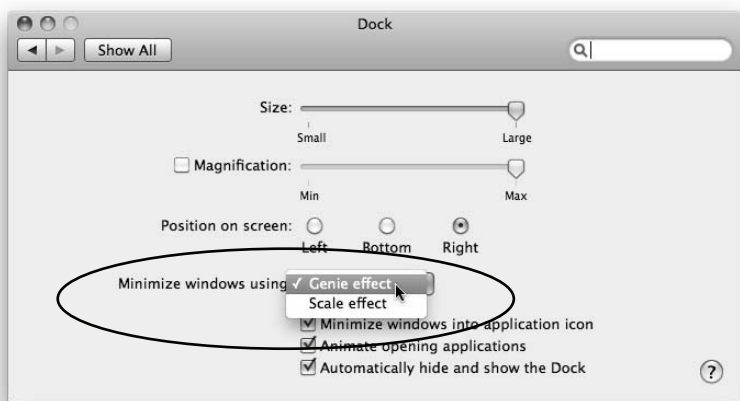 Dock
Show All
Size:
Small Large
Magnification:
Min Max
Position on screen:
Left Bottom Right
Minimize windows using ✓ Genie effect
Scale effect
Minimize windows into application icon
Animate opening applications
Automatically hide and show the Dock
?